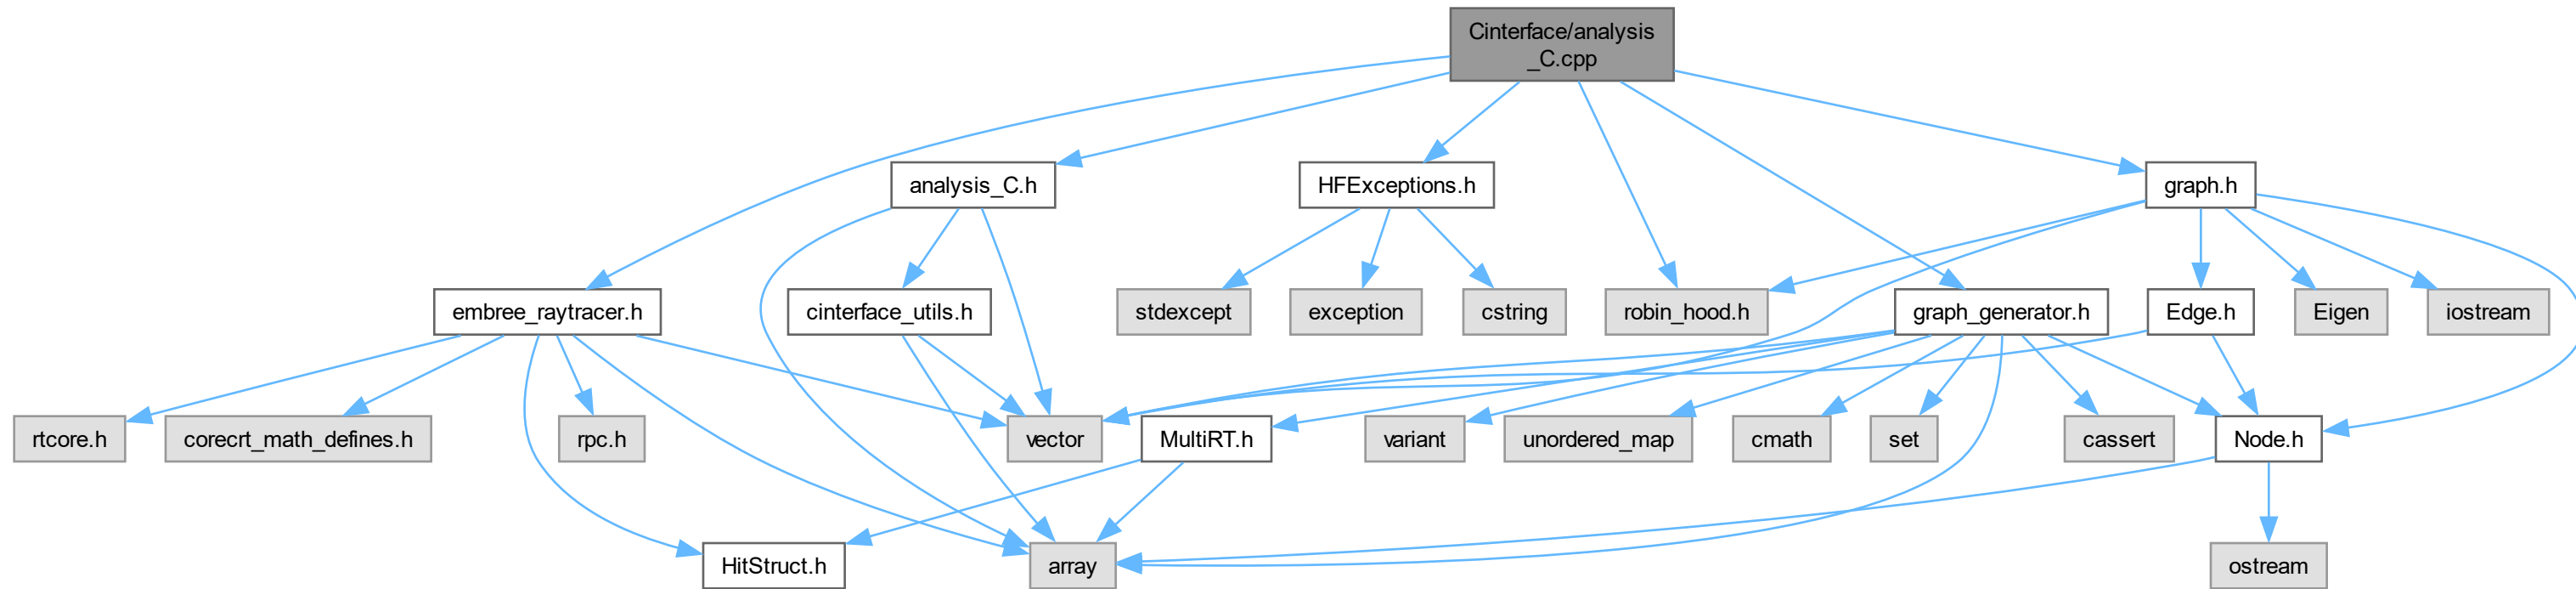 Cinterface/analysis
_C.cpp
analysis_C.h
HFExceptions.h
graph.h
embree_raytracer.h
cinterface_utils.h
stdexcept
exception
cstring
robin_hood.h
graph_generator.h
Edge.h
Eigen
iostream
rtcore.h
corecrt_math_defines.h
rpc.h
vector
MultiRT.h
variant
unordered_map
cmath
set
cassert
Node.h
HitStruct.h
array
ostream